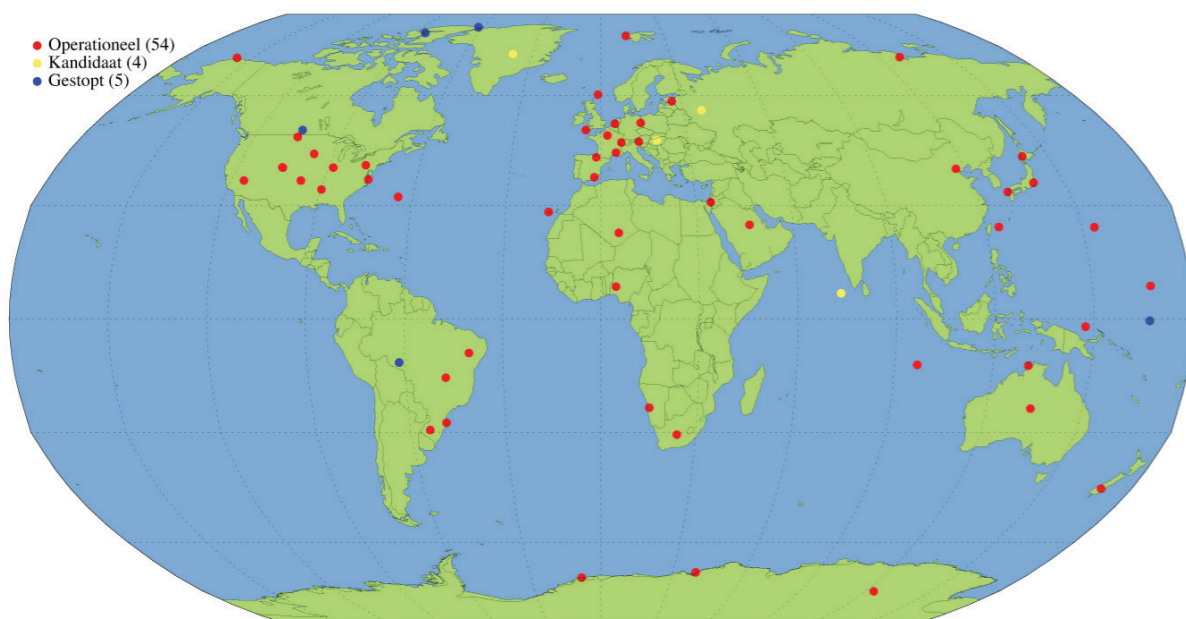 Operationeel (54)
Kandidaat (4)
Gestopt (5)